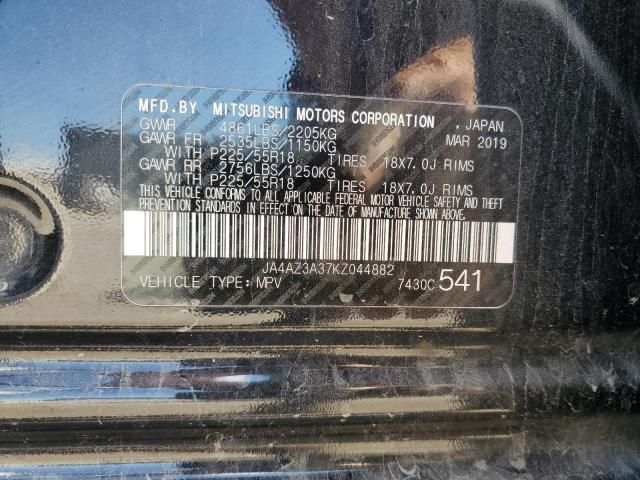 MFD.BY MITSUBISHI MOTORS CORPORATION , JAPAN
GVWR 4861LBS/2205KG MAR 2019
GAWR FR 2535LBS/1150KG
WITH P225/55R18 TIRES 18X7.0J RIMS
GAWR RR 2756LBS/1250KG
WITH P225/55R18 TIRES 18X7.0J RIMS
THIS VEHICLE CONFORMS TO ALL APPLICABLE FEDERAL MOTOR VEHICLE SAFETY AND THEFT
PREVENTION STANDARDS IN EFFECT ON THE DATE OF MANUFACTURE SHOWN ABOVE.
JA4AZ3A37KZ044882
VEHICLE TYPE: MPV 7430C 541